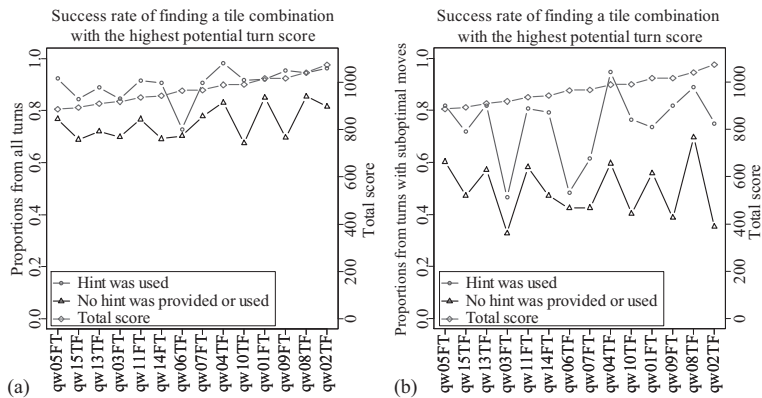 Success rate of finding a tile combination
with the highest potential turn score
Proportions from all turns
0.0 0.2 0.4 0.6 0.8 1.0
Hint was used
No hint was provided or used
Total score
0 200 400 600 800 1000
Total score
qw05FT
qw15TF
qw13TF
qw03FT
qw11FT
qw14FT
qw06TF
qw07FT
qw04TF
qw10TF
qw01FT
qw09FT
qw08TF
qw02TF
(a)
Success rate of finding a tile combination
with the highest potential turn score
Proportions from turns with suboptimal moves
0.0 0.2 0.4 0.6 0.8 1.0
Hint was used
No hint was provided or used
Total score
0 200 400 600 800 1000
Total score
qw05FT
qw15TF
qw13TF
qw03FT
qw11FT
qw14FT
qw06TF
qw07FT
qw04TF
qw10TF
qw01FT
qw09FT
qw08TF
qw02TF
(b)